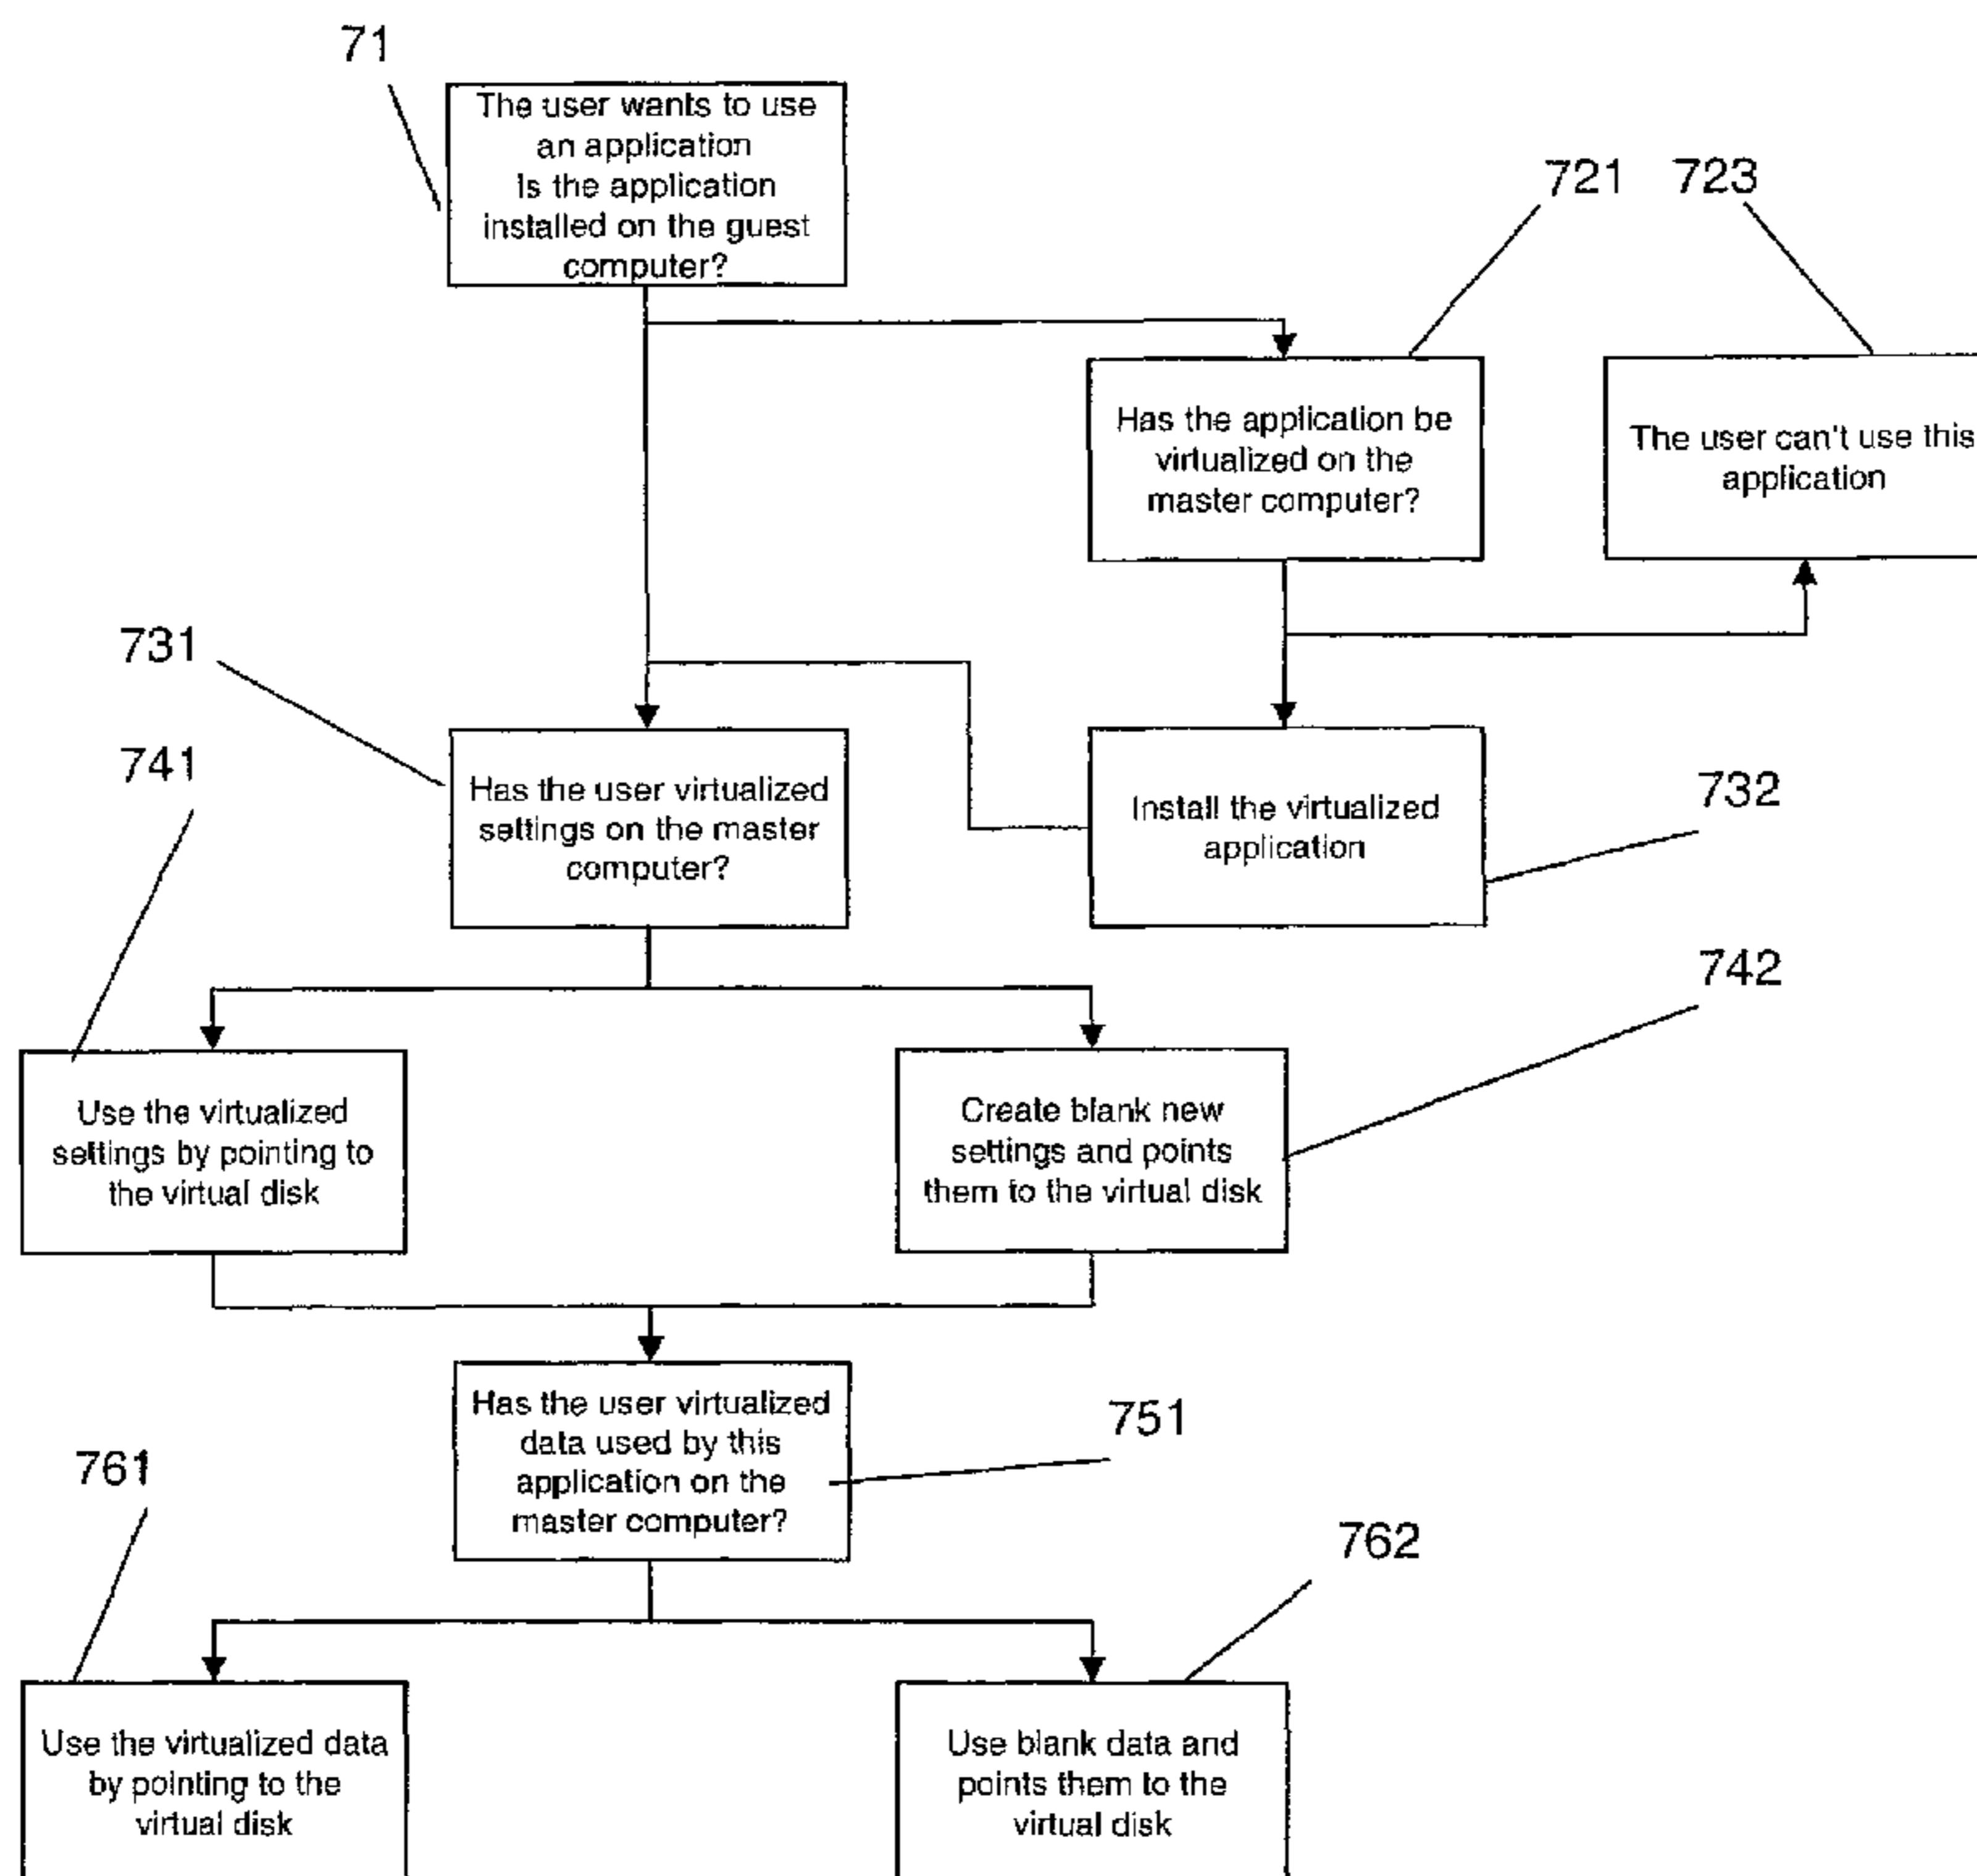 71
The user wants to use
an application
Is the application
installed on the guest
computer?
721
723
Has the application be
virtualized on the
master computer?
The user can't use this
application
731
Has the user virtualized
settings on the master
computer?
Install the virtualized
application
732
741
742
Use the virtualized
settings by pointing to
the virtual disk
Create blank new
settings and points
them to the virtual disk
Has the user virtualized
data used by this
application on the
master computer?
751
761
762
Use the virtualized data
by pointing to the
virtual disk
Use blank data and
points them to the
virtual disk